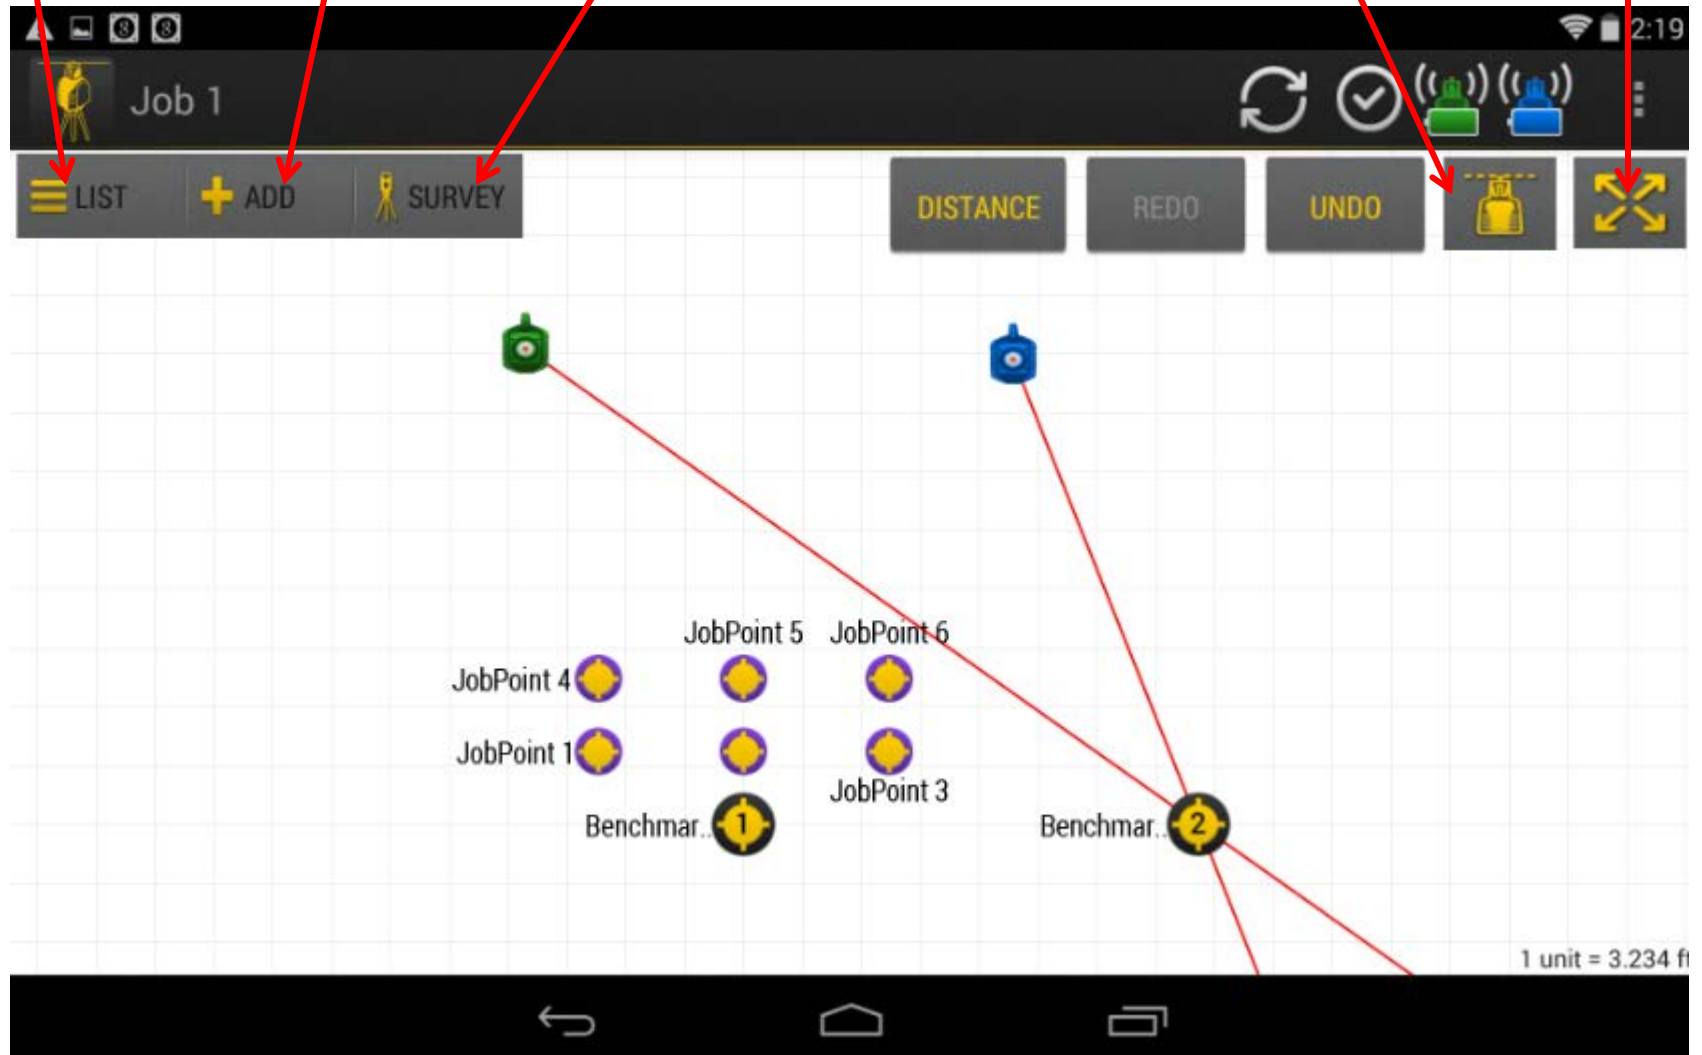 2:19
Job 1
LIST ADD SURVEY DISTANCE REDO UNDO
JobPoint 5 JobPoint 6
JobPoint 4
JobPoint 1
JobPoint 3
Benchmar.. 1 Benchmar.. 2
1 unit = 3.234 ft